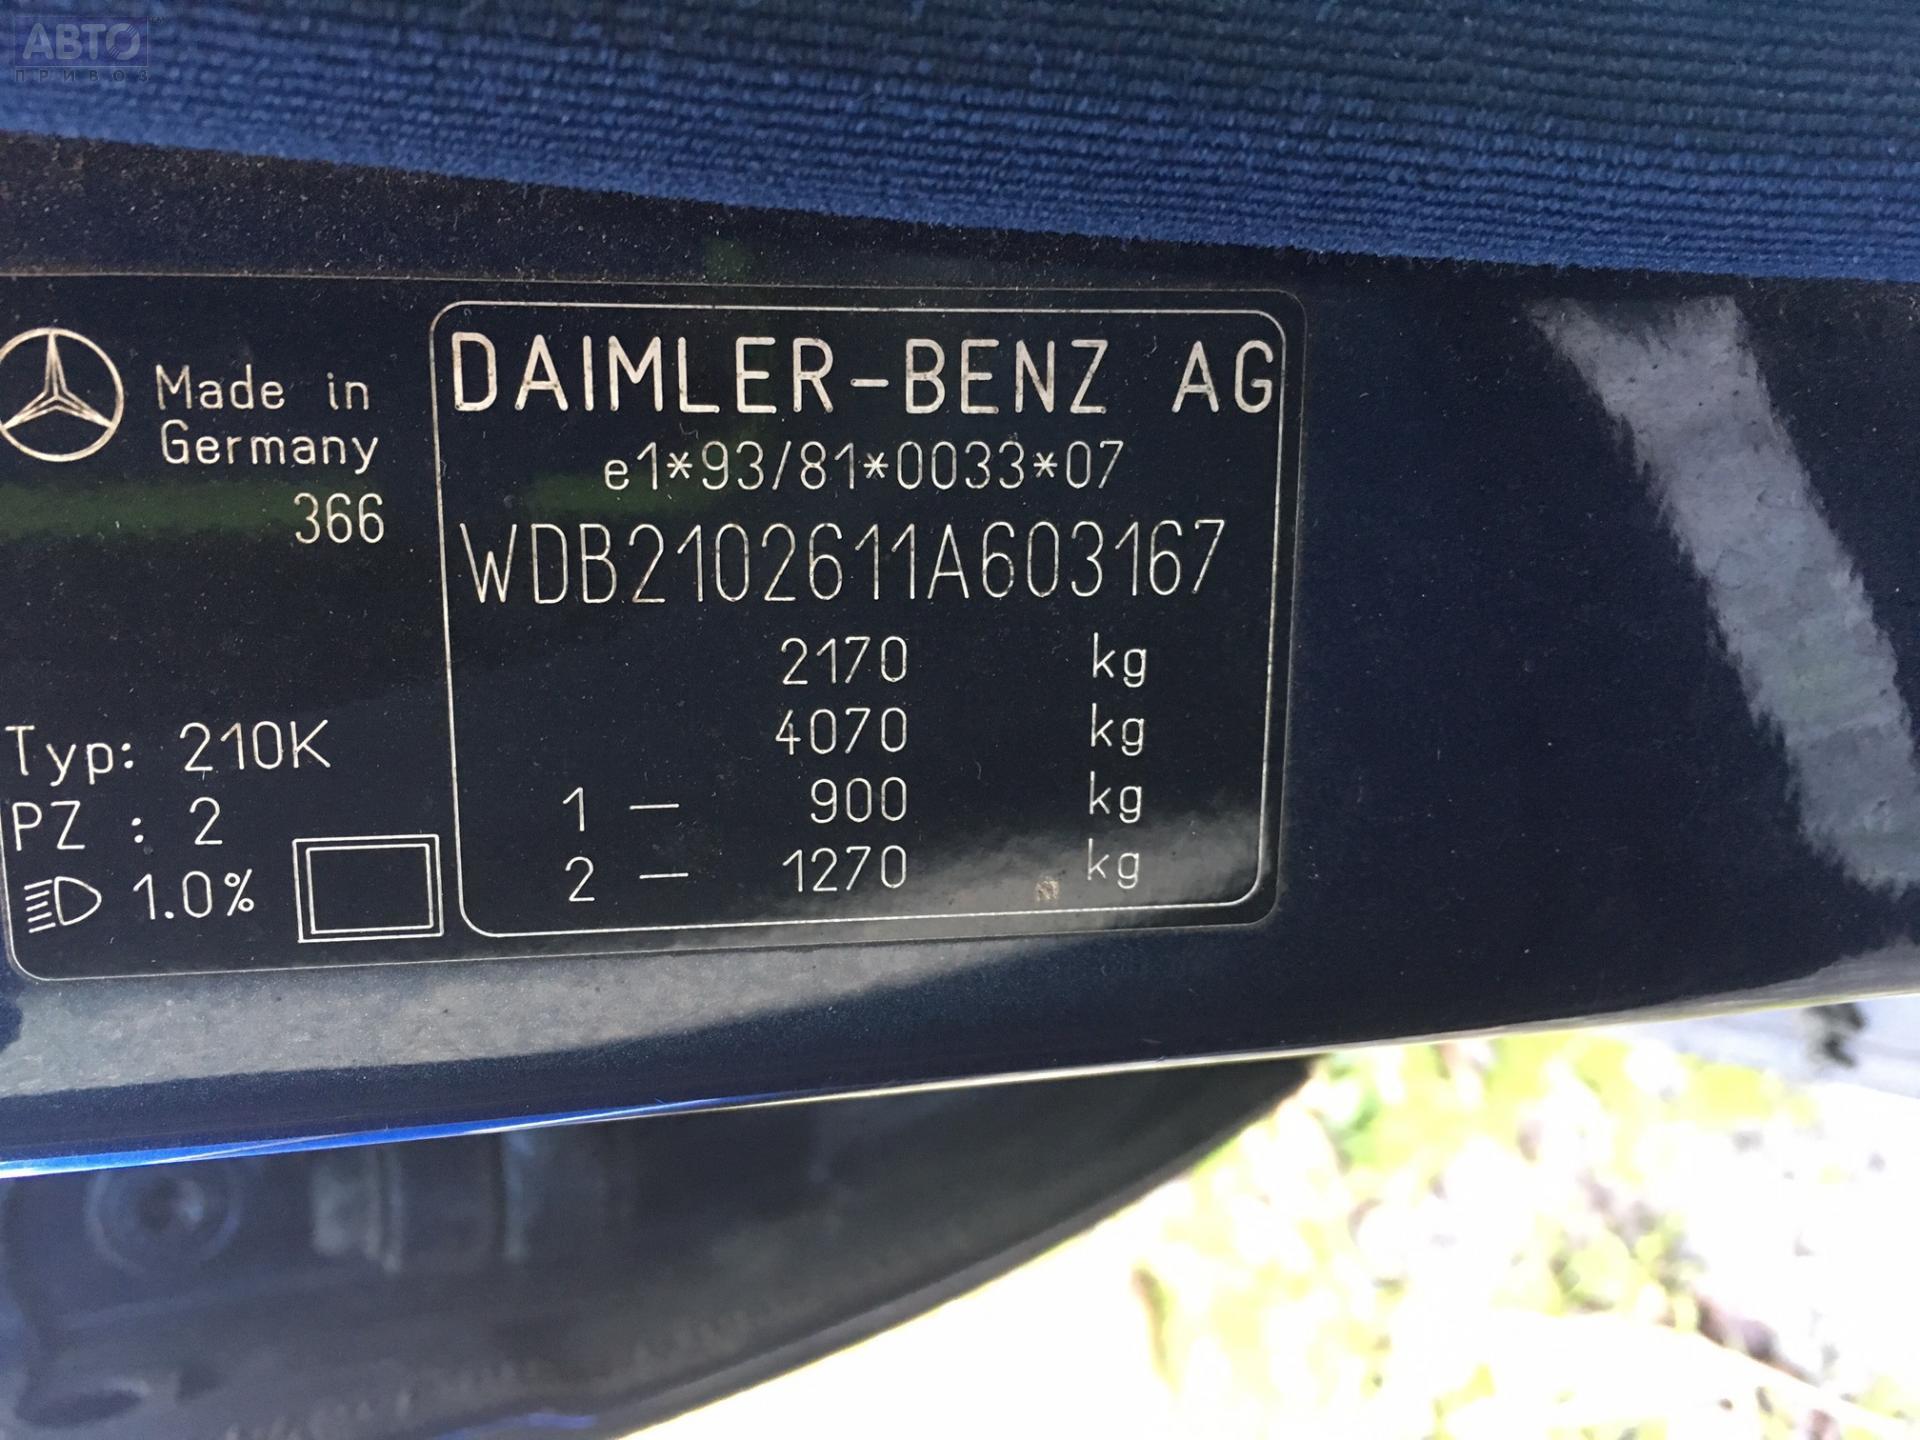 АВТО
ПРИВОЗ
Made in
Germany
366
Typ: 210K
PZ : 2
1.0%
DAIMLER-BENZ AG
e1*93/81*0033*07
WDB2102611A603167
2170 kg
4070 kg
1 — 900 kg
2 — 1270 kg